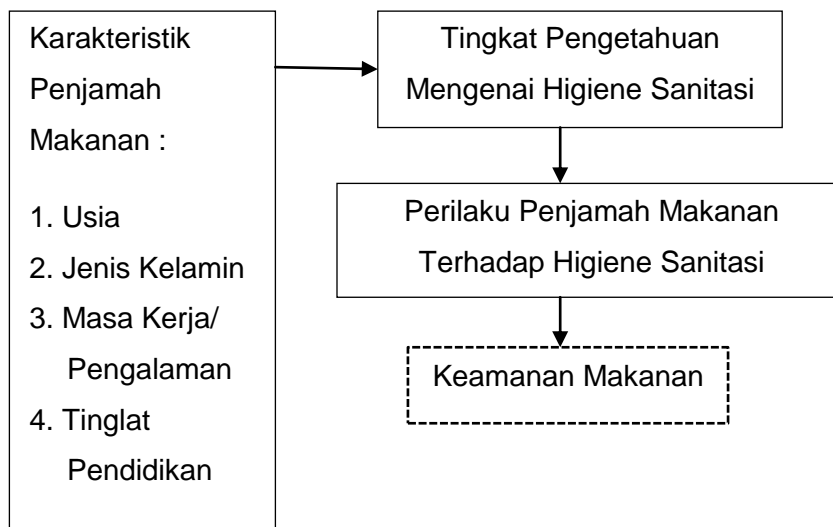 Karakteristik
Penjamah
Makanan :
1. Usia
2. Jenis Kelamin
3. Masa Kerja/
Pengalaman
4. Tinglat
Pendidikan
Tingkat Pengetahuan
Mengenai Higiene Sanitasi
Perilaku Penjamah Makanan
Terhadap Higiene Sanitasi
Keamanan Makanan